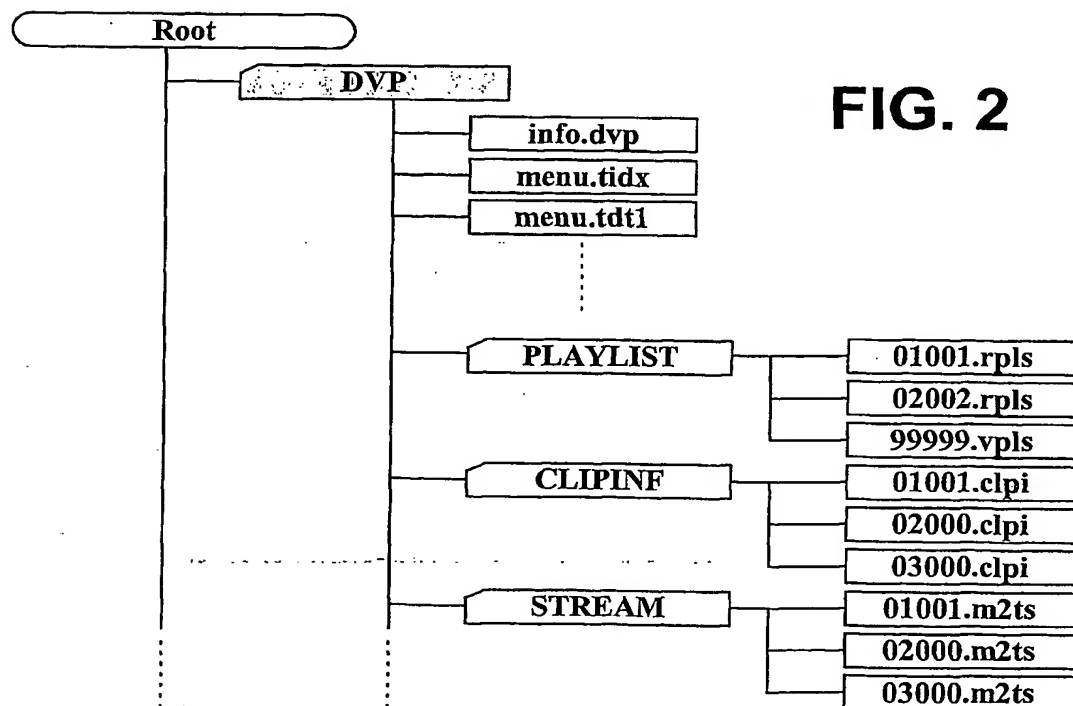 Root
DVP
FIG. 2
info.dvp
menu.tidx
menu.tdt1
PLAYLIST
01001.rpls
02002.rpls
99999.vpls
CLIPINF
01001.clpi
02000.clpi
03000.clpi
STREAM
01001.m2ts
02000.m2ts
03000.m2ts